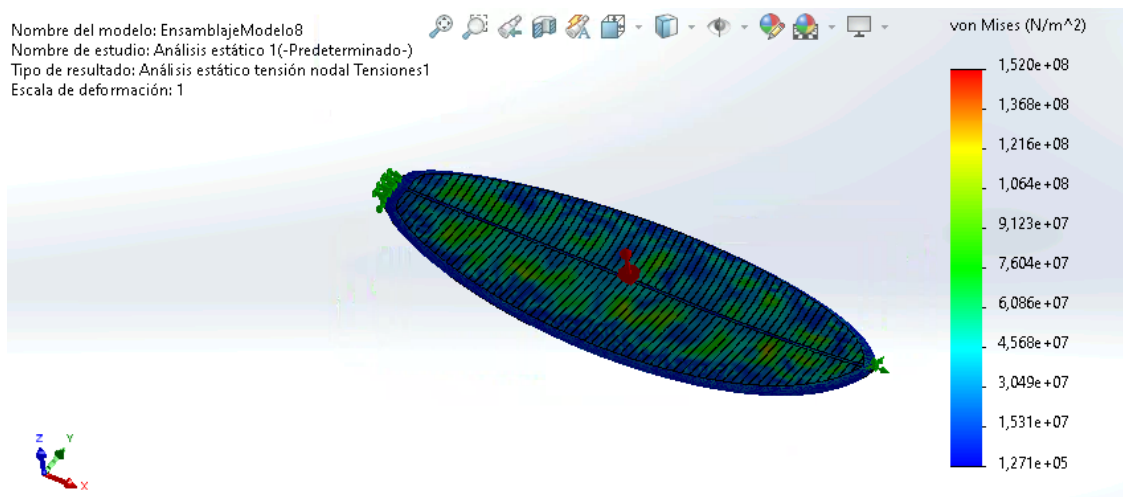 Nombre del modelo: EnsamblajeModelo8
Nombre de estudio: Análisis estático 1(-Predeterminado-)
Tipo de resultado: Análisis estático tensión nodal Tensiones1
Escala de deformación: 1
von Mises (N/m^2)
1,520e+08
1,368e+08
1,216e+08
1,064e+08
9,123e+07
7,604e+07
6,086e+07
4,568e+07
3,049e+07
1,531e+07
1,271e+05
Z
Y
X